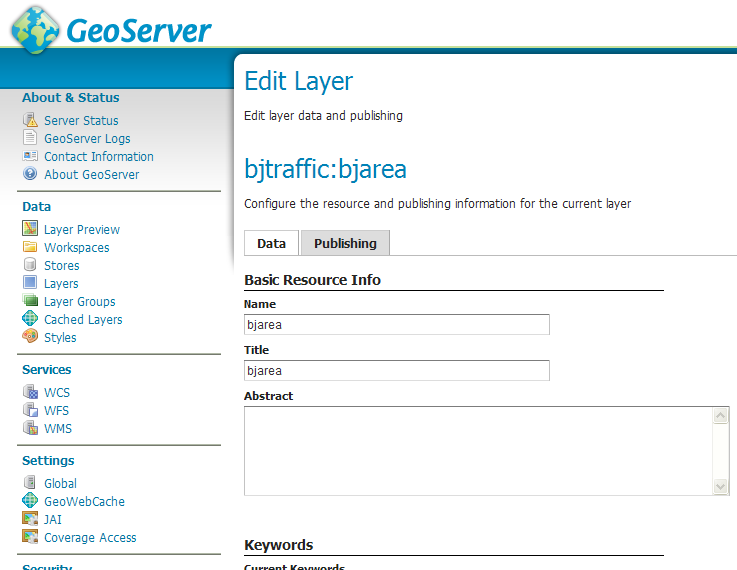 GeoServer
About & Status
Server Status
GeoServer Logs
Contact Information
About GeoServer
Data
Layer Preview
Workspaces
Stores
Layers
Layer Groups
Cached Layers
Styles
Services
WCS
WFS
WMS
Settings
Global
GeoWebCache
JAI
Coverage Access
Security
Edit Layer
Edit layer data and publishing
bjtraffic:bjarea
Configure the resource and publishing information for the current layer
Data Publishing
Basic Resource Info
Name
bjarea
Title
bjarea
Abstract
Keywords
Current Keywords